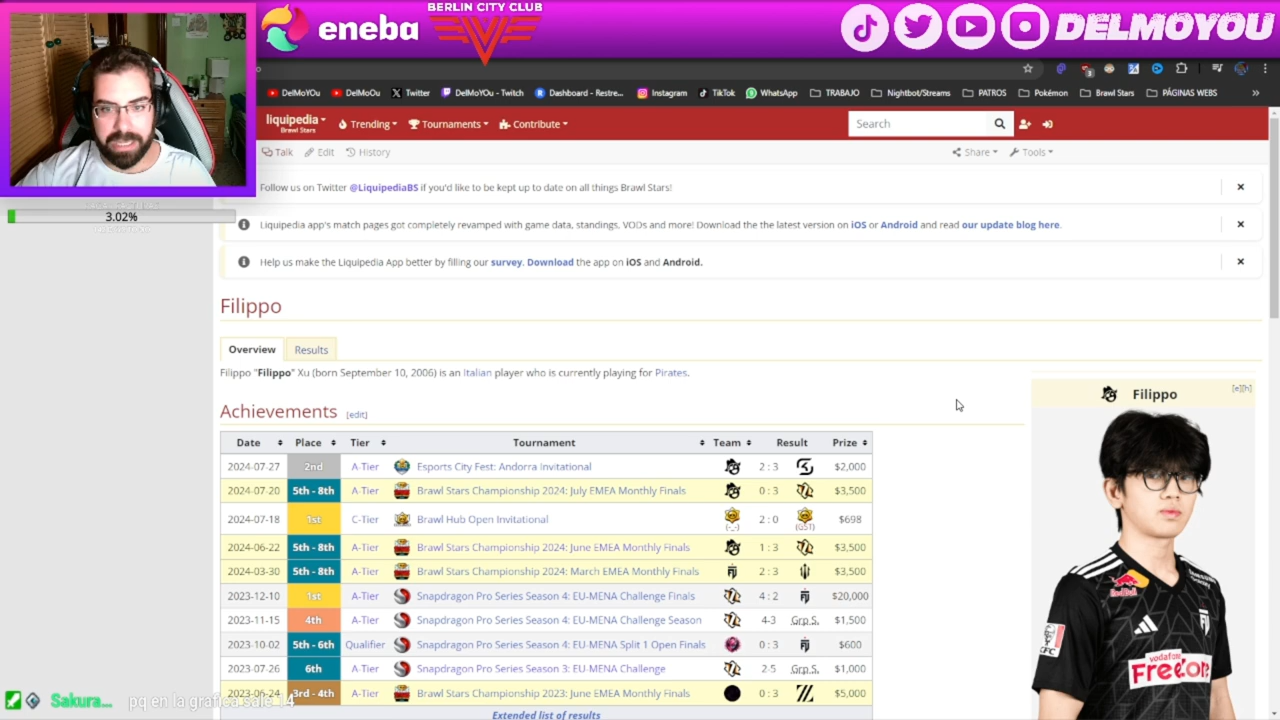 eneba
BERLIN CITY CLUB
DELMOYOU
DelMoYOu
DelMoOu
Twitter
DelMoYOu - Twitch
Dashboard - Restre...
Instagram
TikTok
WhatsApp
TRABAJO
Nightbot/Streams
PATROS
Pokémon
Brawl Stars
PÁGINAS WEBS
»
liquipedia
Brawl Stars
Trending
Tournaments
Contribute
Search
Talk
Edit
History
Share
Tools
Follow us on Twitter @LiquipediaBS if you'd like to be kept up to date on all things Brawl Stars!
Liquipedia app's match pages got completely revamped with game data, standings, VODs and more! Download the the latest version on iOS or Android and read our update blog here.
Help us make the Liquipedia App better by filling our survey. Download the app on iOS and Android.
3.02%
Filippo
Overview
Results
Filippo "Filippo" Xu (born September 10, 2006) is an Italian player who is currently playing for Pirates.
Achievements [edit]
Date Place Tier Tournament Team Result Prize
2024-07-27 2nd A-Tier Esports City Fest: Andorra Invitational 2 : 3 $2,000
2024-07-20 5th - 8th A-Tier Brawl Stars Championship 2024: July EMEA Monthly Finals 0 : 3 $3,500
2024-07-18 1st C-Tier Brawl Hub Open Invitational (-_-) 2 : 0 (GST) $698
2024-06-22 5th - 8th A-Tier Brawl Stars Championship 2024: June EMEA Monthly Finals 1 : 3 $3,500
2024-03-30 5th - 8th A-Tier Brawl Stars Championship 2024: March EMEA Monthly Finals 2 : 3 $3,500
2023-12-10 1st A-Tier Snapdragon Pro Series Season 4: EU-MENA Challenge Finals 4 : 2 $20,000
2023-11-15 4th A-Tier Snapdragon Pro Series Season 4: EU-MENA Challenge Season 4-3 Grp.S. $1,500
2023-10-02 5th - 6th Qualifier Snapdragon Pro Series Season 4: EU-MENA Split 1 Open Finals 0 : 3 $600
2023-07-26 6th A-Tier Snapdragon Pro Series Season 3: EU-MENA Challenge 2-5 Grp.S. $1,000
2023-06-24 3rd - 4th A-Tier Brawl Stars Championship 2023: June EMEA Monthly Finals 0 : 3 $5,000
Extended list of results
Filippo
[e][h]
Red Bull
KFC
vodafone
Freedom
Sakura... pq en la grafica sale 14